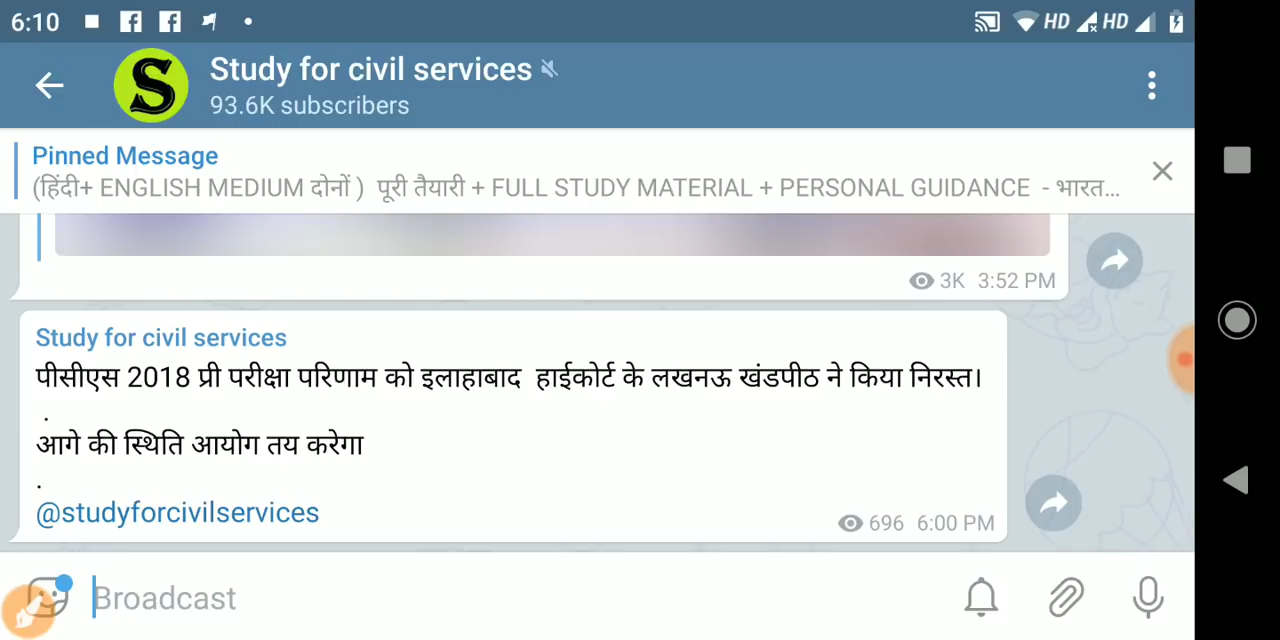 6:10
HD
HD
S
Study for civil services
93.6K subscribers
Pinned Message
(हिंदी+ ENGLISH MEDIUM दोनों ) पूरी तैयारी + FULL STUDY MATERIAL + PERSONAL GUIDANCE - भारत...
3K 3:52 PM
Study for civil services
पीसीएस 2018 प्री परीक्षा परिणाम को इलाहाबाद हाईकोर्ट के लखनऊ खंडपीठ ने किया निरस्त।
.
आगे की स्थिति आयोग तय करेगा
.
@studyforcivilservices
696 6:00 PM
Broadcast